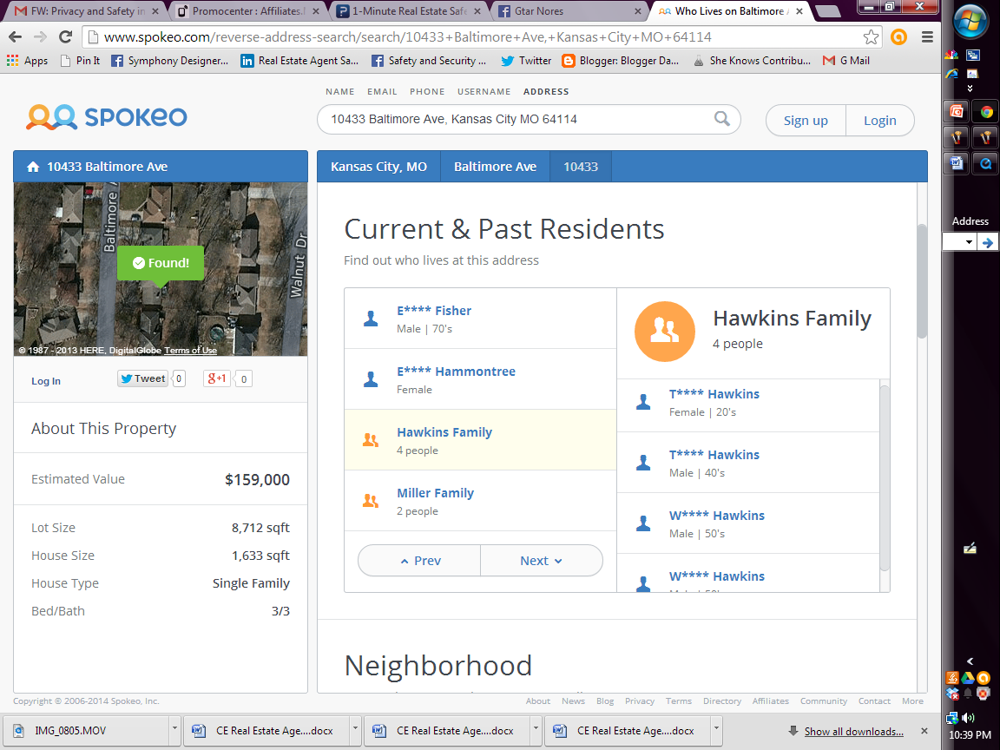 FW: Privacy and Safety in
Promocenter : Affiliates.
1-Minute Real Estate Safe
Gtar Nores
Who Lives on Baltimore
www.spokeo.com/reverse-address-search/search/10433+Baltimore+Ave,+Kansas+City+MO+64114
Apps
Pin It
Symphony Designer...
Real Estate Agent Sa...
Safety and Security ...
Twitter
Blogger: Blogger Da...
She Knows Contribu...
G Mail
NAME EMAIL PHONE USERNAME ADDRESS
SPOKEO
10433 Baltimore Ave, Kansas City MO 64114
Sign up
Login
10433 Baltimore Ave
Baltimore
Walnut Dr
Found!
© 1987 - 2013 HERE, DigitalGlobe Terms of Use
Log In
Tweet 0
g+1 0
About This Property
Estimated Value $159,000
Lot Size 8,712 sqft
House Size 1,633 sqft
House Type Single Family
Bed/Bath 3/3
Kansas City, MO
Baltimore Ave
10433
Current & Past Residents
Find out who lives at this address
E**** Fisher
Male | 70's
E**** Hammontree
Female
Hawkins Family
4 people
Miller Family
2 people
Prev
Next
Hawkins Family
4 people
T**** Hawkins
Female | 20's
T**** Hawkins
Male | 40's
W**** Hawkins
Male | 50's
W**** Hawkins
Neighborhood
Copyright © 2006-2014 Spokeo, Inc.
About News Blog Privacy Terms Directory Affiliates Community Contact More
IMG_0805.MOV
CE Real Estate Age....docx
CE Real Estate Age....docx
CE Real Estate Age....docx
Show all downloads...
Address
10:39 PM